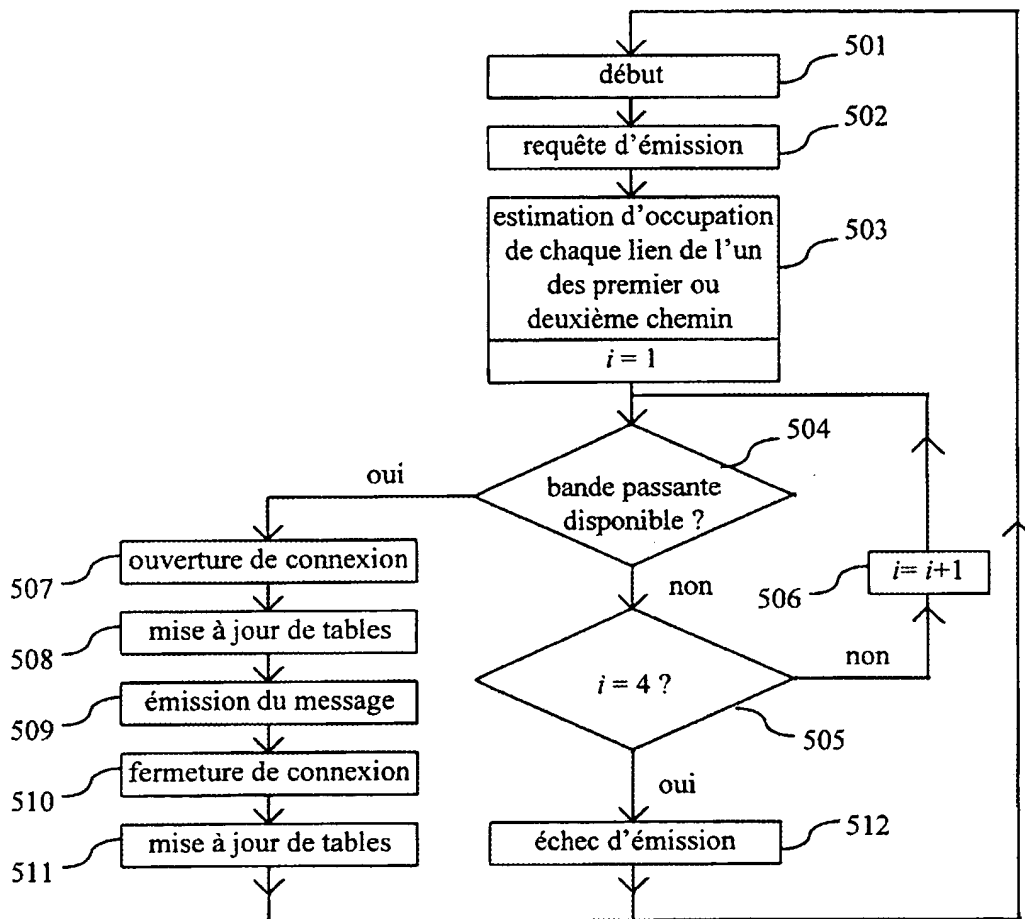 début
501
requête d'émission
502
estimation d'occupation
de chaque lien de l'un
des premier ou
deuxième chemin
503
i = 1
504
oui
bande passante
disponible ?
ouverture de connexion
507
non
i= i+1
506
mise à jour de tables
508
non
i = 4 ?
émission du message
509
505
fermeture de connexion
510
oui
mise à jour de tables
511
échec d'émission
512